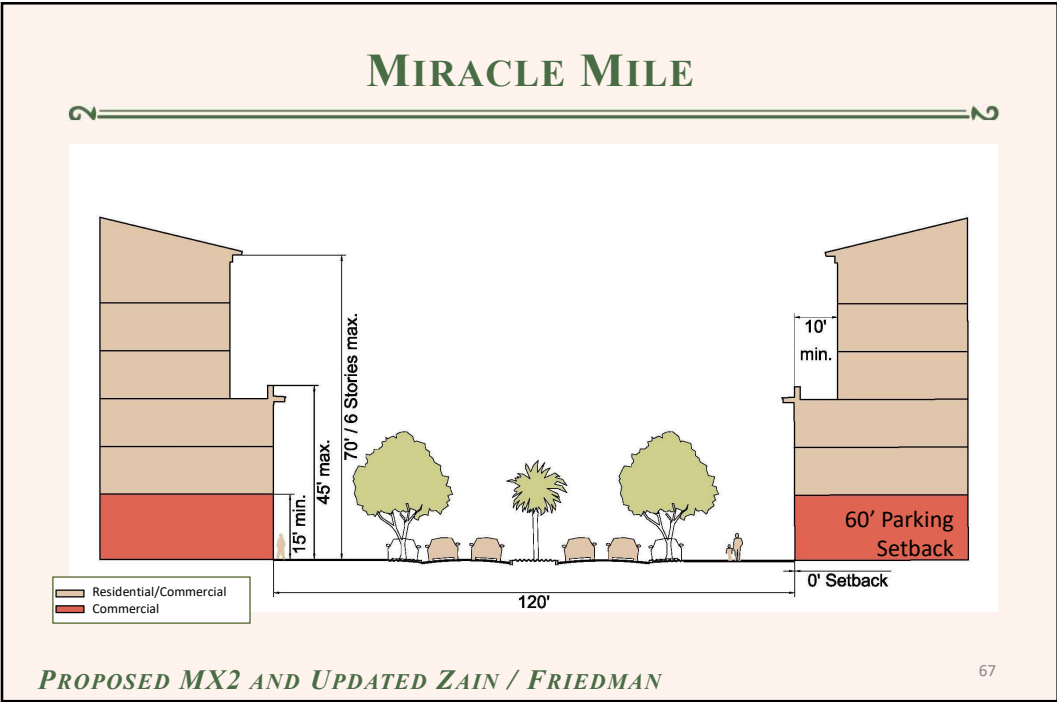 MIRACLE MILE
70' / 6 Stories max.
45' max.
15' min.
10'
min.
60’ Parking
Setback
0' Setback
120'
Residential/Commercial
Commercial
PROPOSED MX2 AND UPDATED ZAIN / FRIEDMAN
67